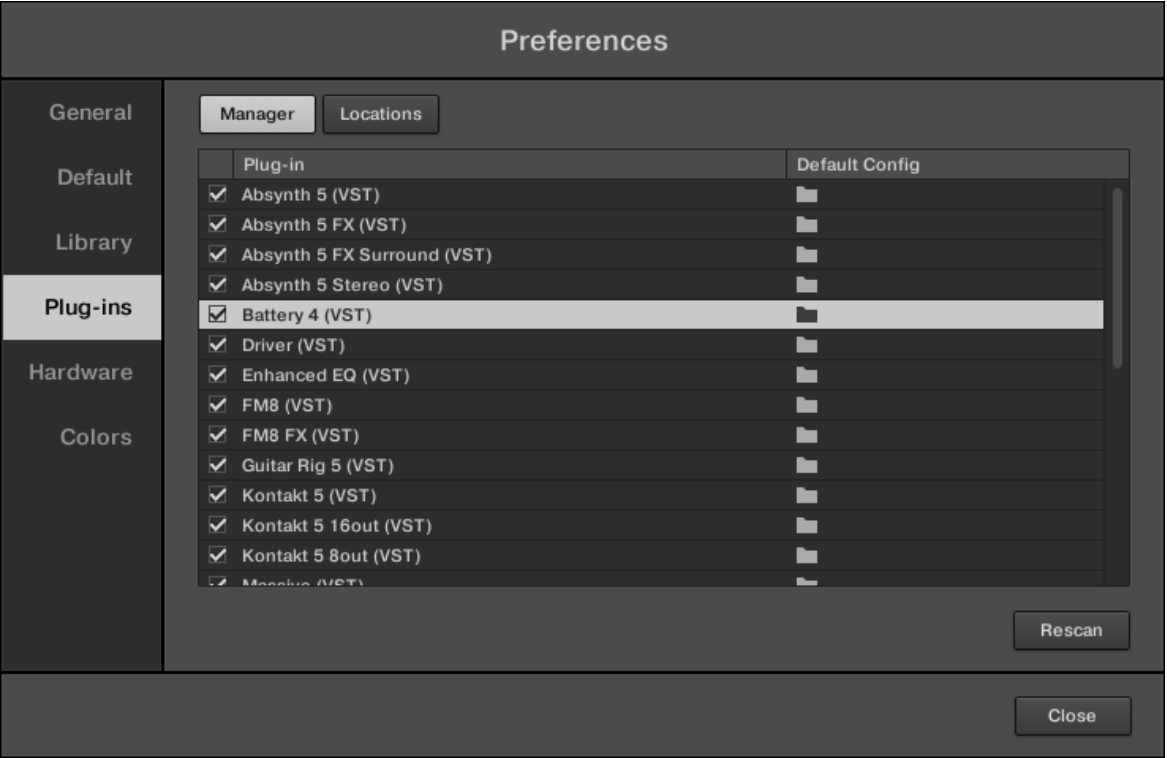 Preferences
General
Default
Library
Plug-ins
Hardware
Colors
Manager
Locations
Plug-in Default Config
Absynth 5 (VST)
Absynth 5 FX (VST)
Absynth 5 FX Surround (VST)
Absynth 5 Stereo (VST)
Battery 4 (VST)
Driver (VST)
Enhanced EQ (VST)
FM8 (VST)
FM8 FX (VST)
Guitar Rig 5 (VST)
Kontakt 5 (VST)
Kontakt 5 16out (VST)
Kontakt 5 8out (VST)
Massive (VST)
Rescan
Close